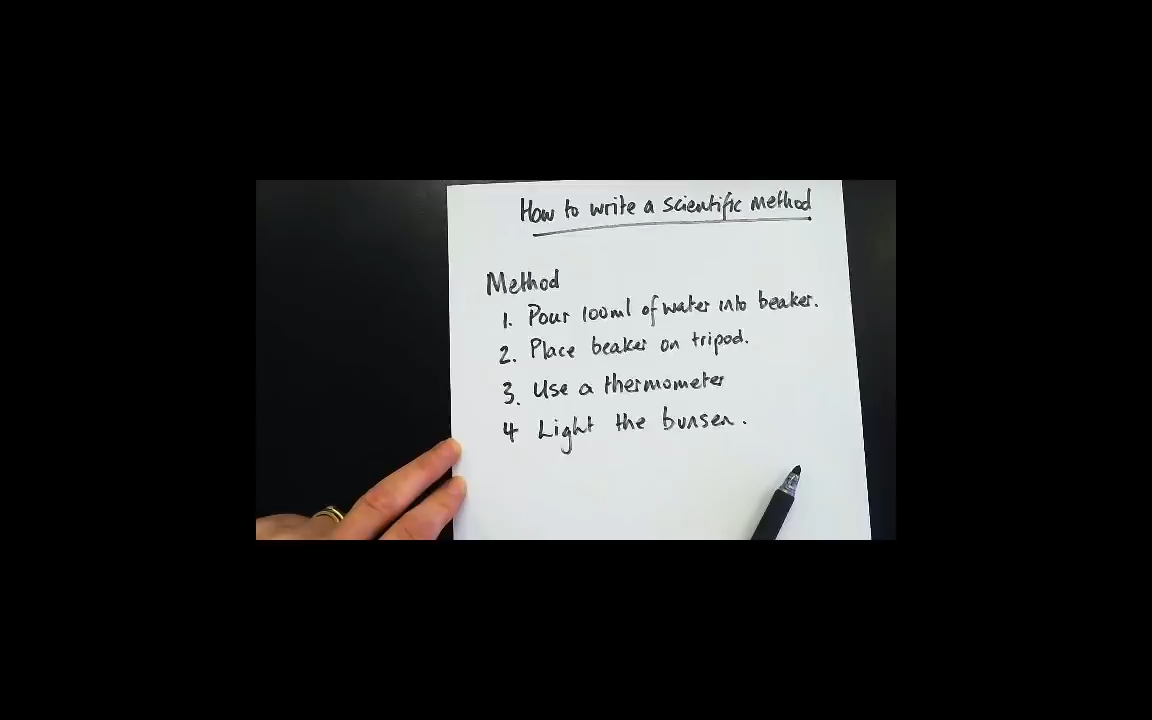 How to write a scientific method
Method
1. Pour 100ml of water into beaker.
2. Place beaker on tripod.
3. Use a thermometer
4 Light the bunsen.